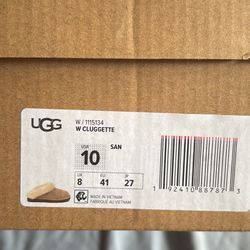 UGG
W / 1115134
W CLUGGETTE
USA
10
SAN
UK
8
EU
41
JP
27
MADE IN VIETNAM
FABRIQUÉ AU VIETNAM
1 92410 88787 3